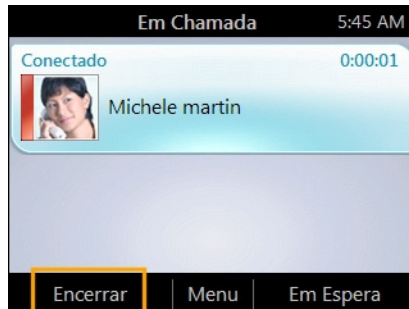 Em Chamada 5:45 AM
Conectado 0:00:01
Michele martin
Encerrar Menu Em Espera